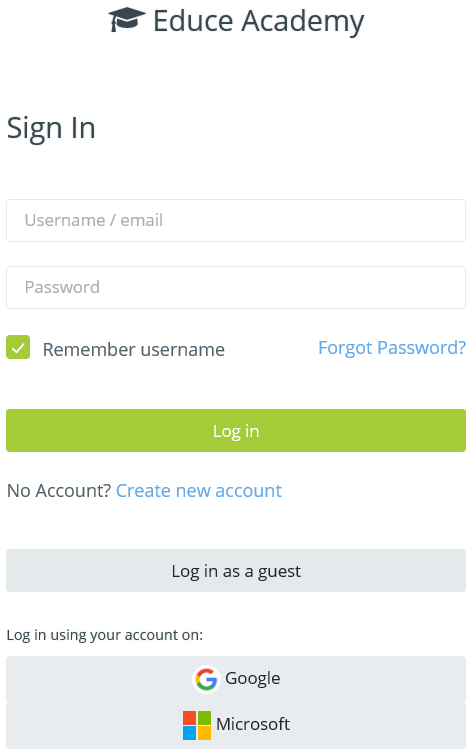 Educe Academy
Sign In
Username / email
Password
Remember username Forgot Password?
Log in
No Account? Create new account
Log in as a guest
Log in using your account on:
Google
Microsoft